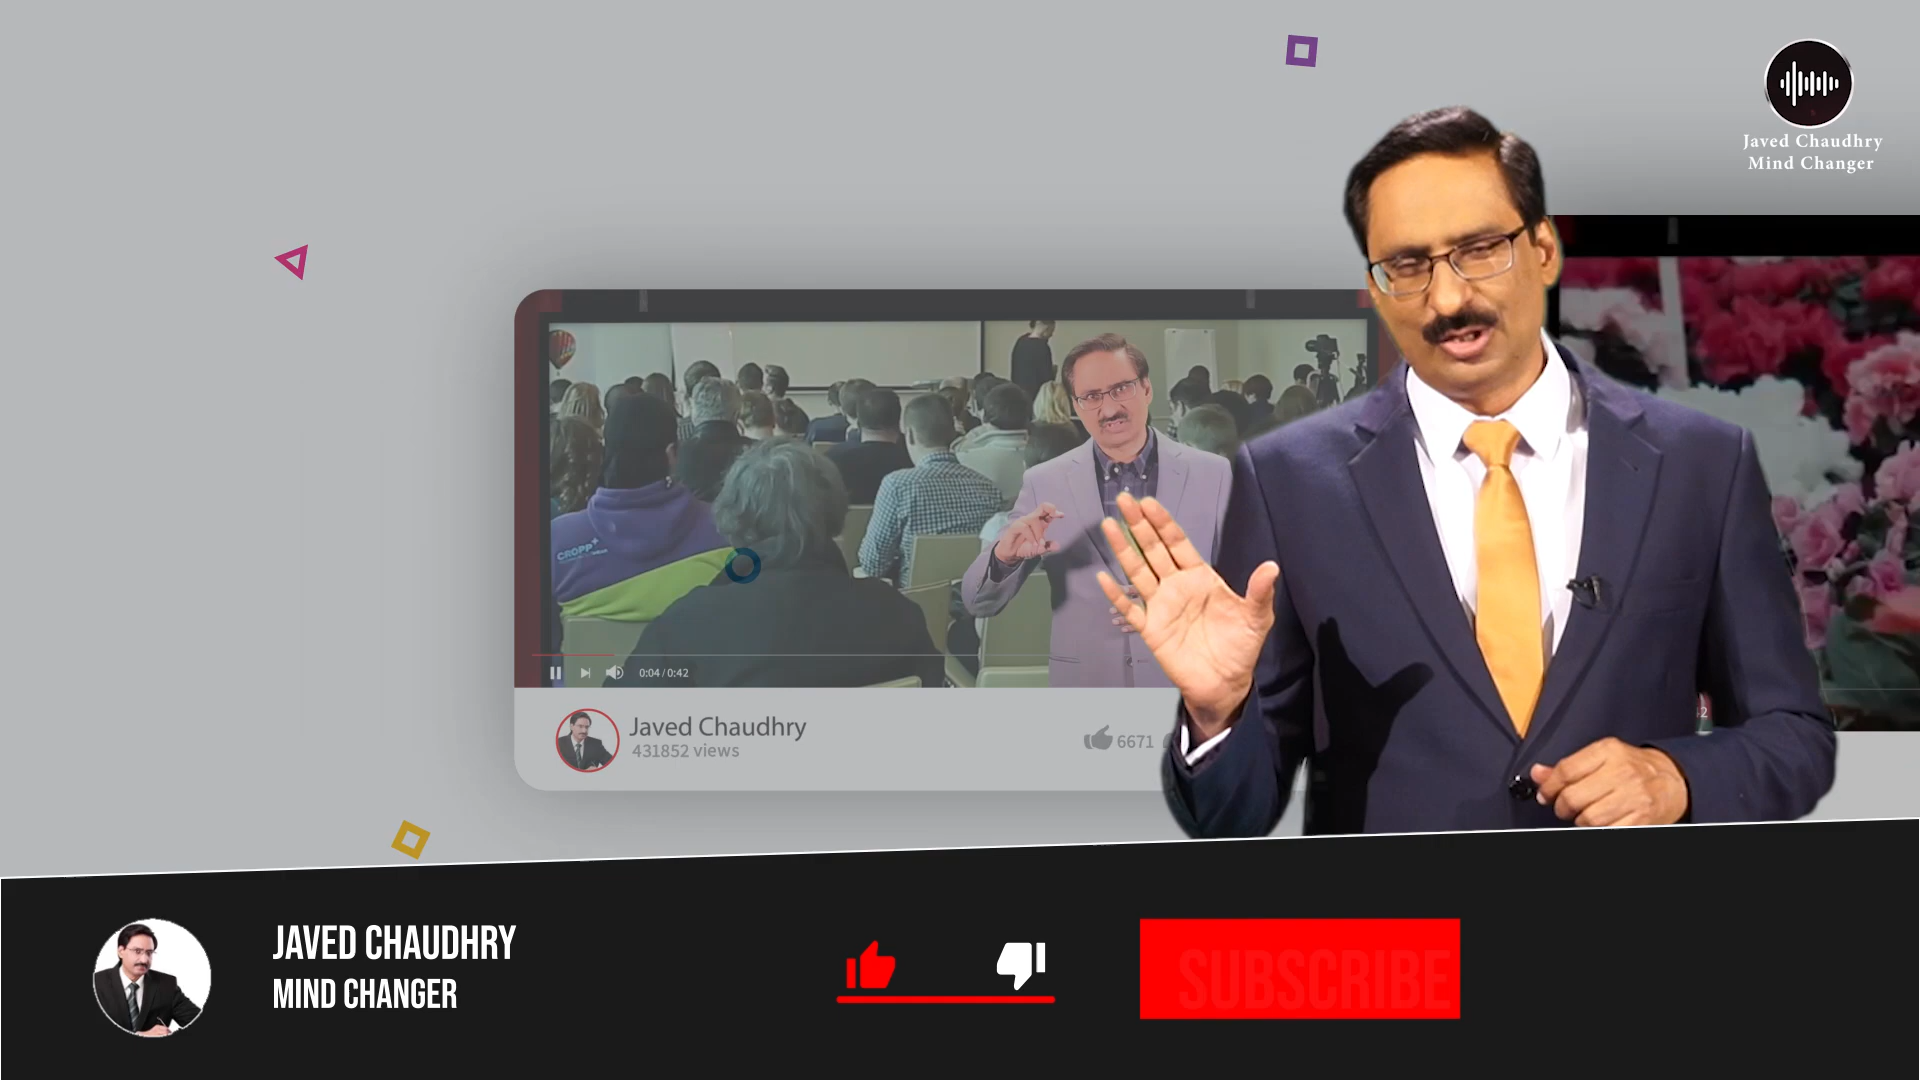 Javed Chaudhry
Mind Changer
CROPP+
0:04 / 0:42
Javed Chaudhry
431852 views
6671
JAVED CHAUDHRY
MIND CHANGER
SUBSCRIBE